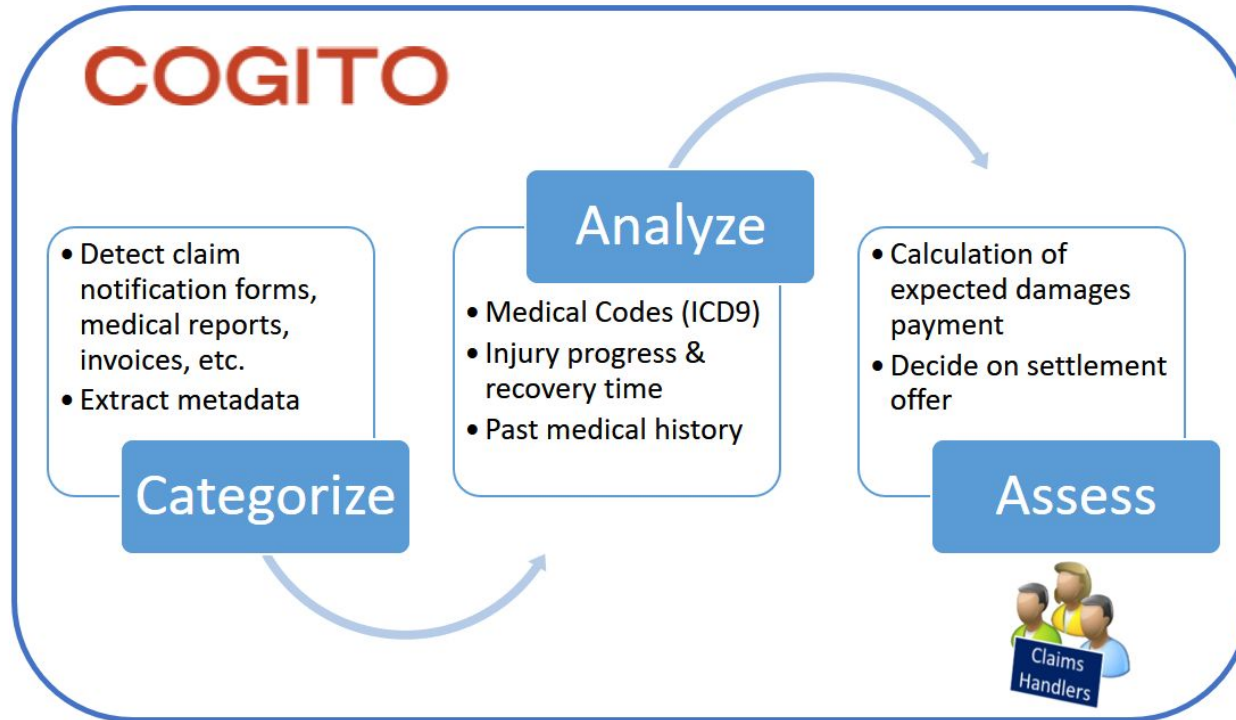 COGITO
• Detect claim
notification forms,
medical reports,
invoices, etc.
• Extract metadata
Categorize
Analyze
• Medical Codes (ICD9)
• Injury progress &
recovery time
• Past medical history
• Calculation of
expected damages
payment
• Decide on settlement
offer
Assess
Claims
Handlers